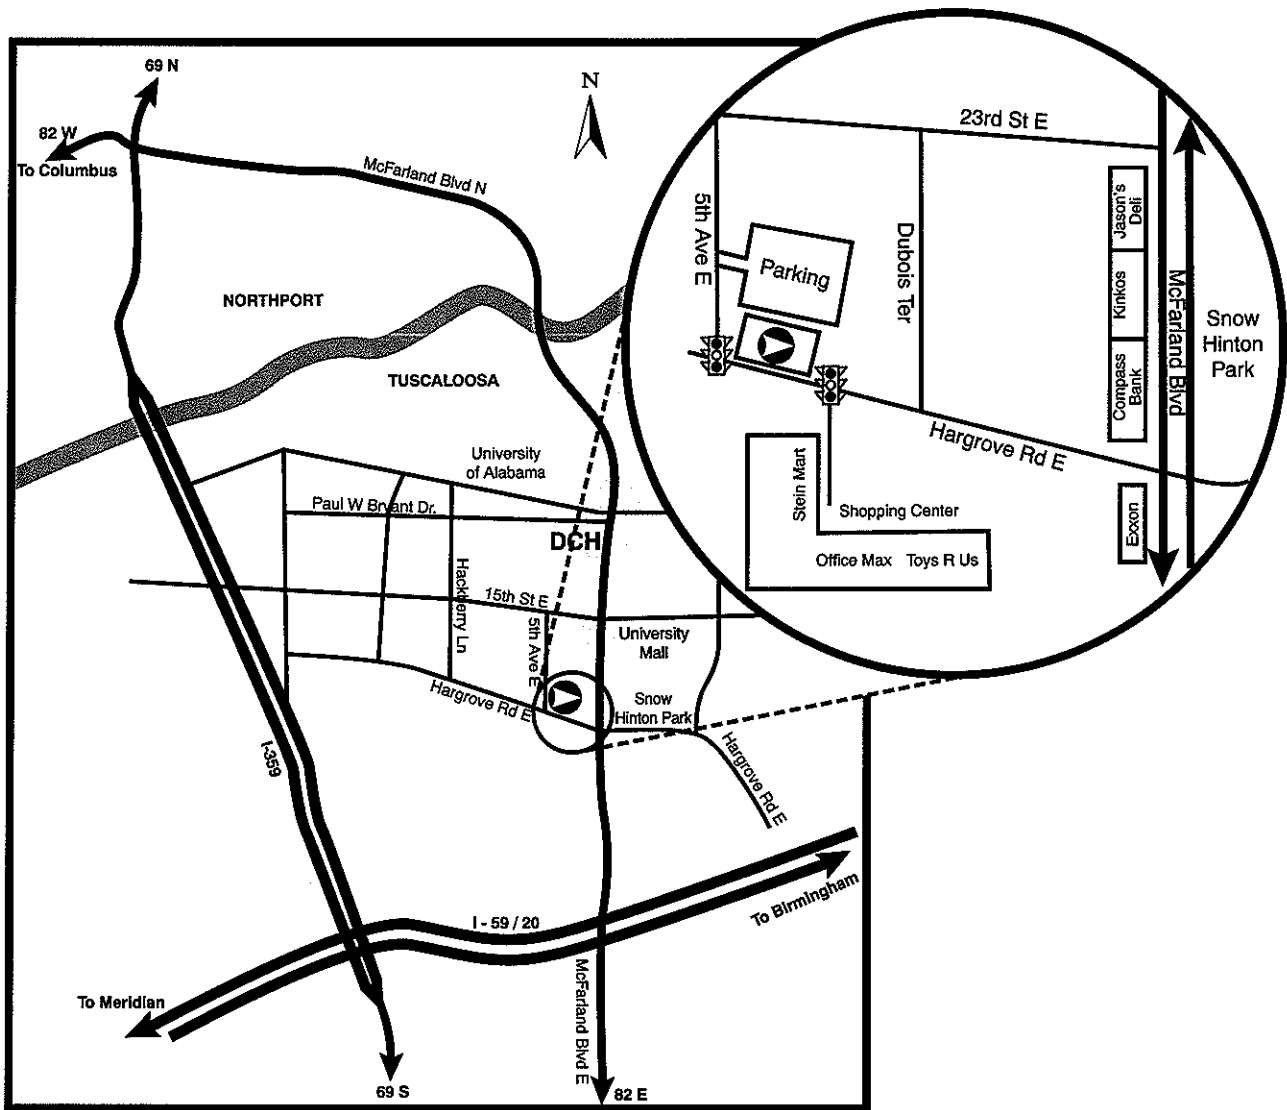 69 N
N
82 W
To Columbus
McFarland Blvd N
NORTHPORT
TUSCALOOSA
University
of Alabama
Paul W Bryant Dr.
DCH
Hackberry Ln
15th St E
5th Ave E
University
Mall
Hargrove Rd E
Snow
Hinton Park
Hargrove Rd E
I-359
I - 59 / 20
To Birmingham
To Meridian
McFarland Blvd E
69 S
82 E
23rd St E
5th Ave E
Parking
Dubois Ter
Jason's
Deli
Kinkos
Compass
Bank
McFarland Blvd
Snow
Hinton
Park
Hargrove Rd E
Stein Mart
Shopping Center
Office Max Toys R Us
Exxon